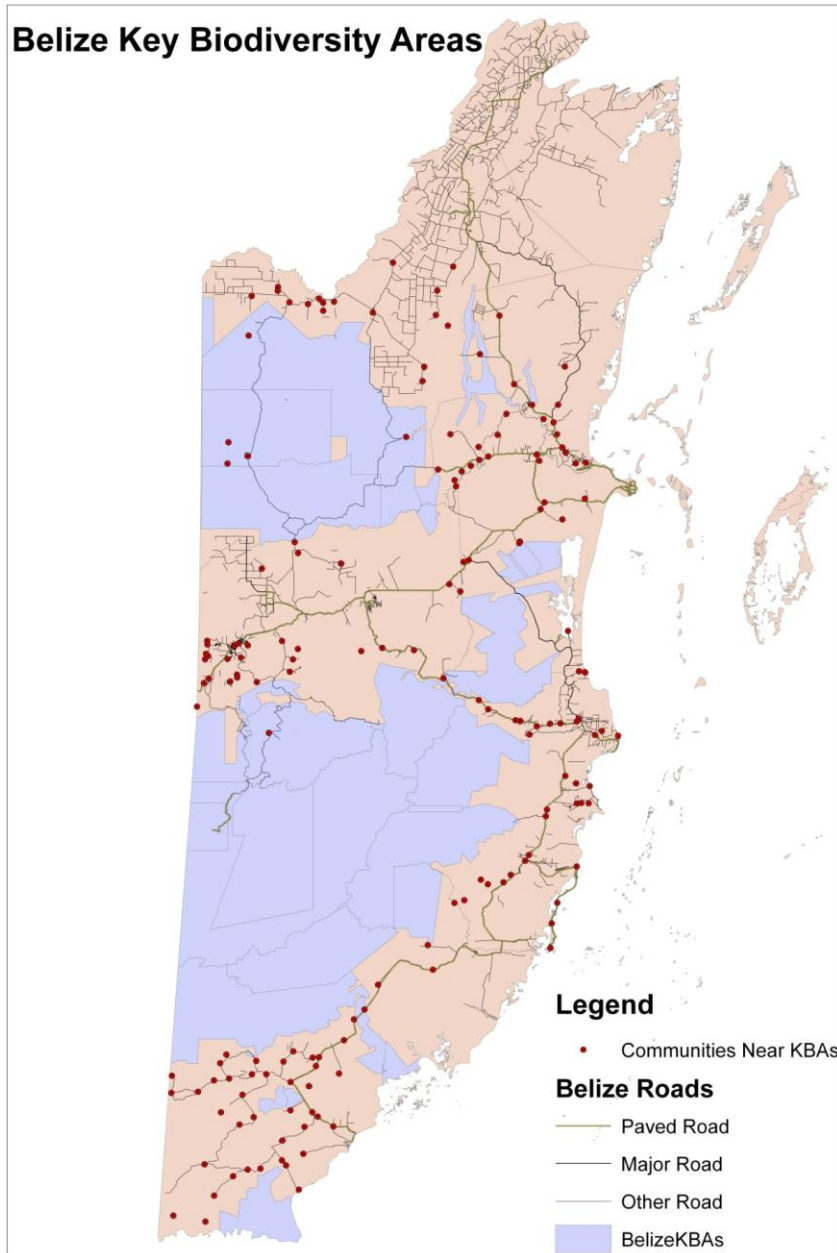 Belize Key Biodiversity Areas
Legend
Communities Near KBAs
Belize Roads
Paved Road
Major Road
Other Road
BelizeKBAs